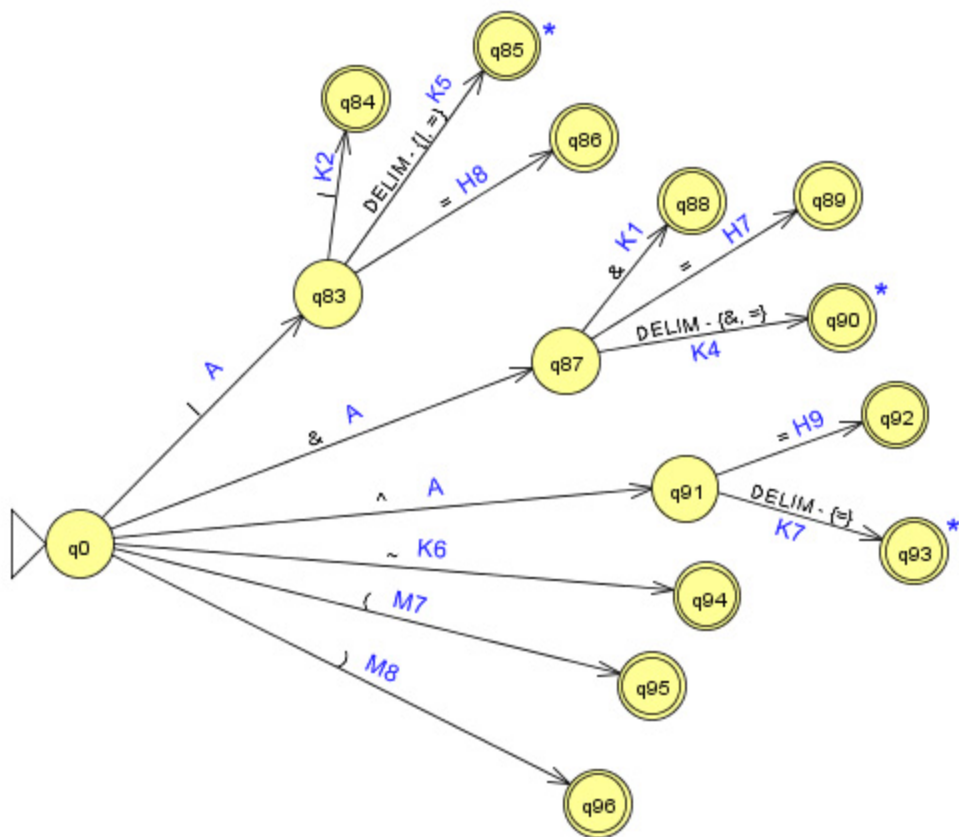 q85 *
q84
K5
DELIM - {|, =}
K2
|
q86
= H8
q83
q88
q89
& K1
= H7
q90 *
DELIM - {&, =}
K4
q87
| A
& A
q92
= H9
^ A
q91
DELIM - {=}
K7
q93 *
q0
~ K6
q94
( M7
q95
) M8
q96